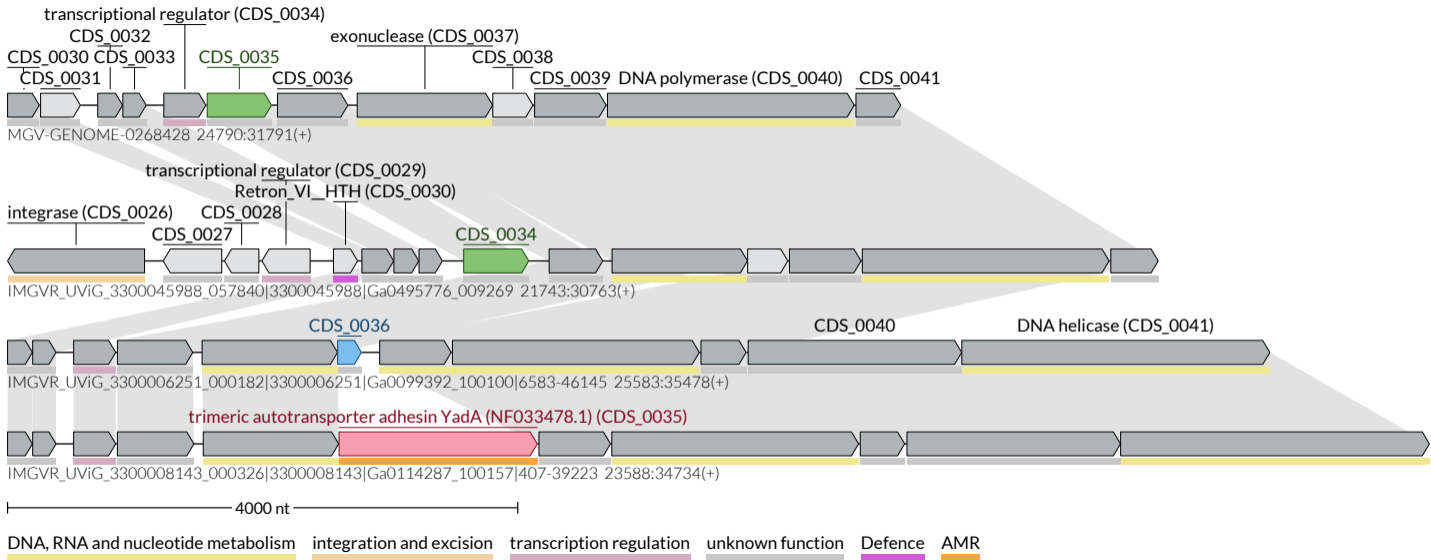 transcriptional regulator (CDS_0034)
CDS_0032 exonuclease (CDS_0037)
CDS_0030 CDS_0033 CDS_0035 CDS_0038
CDS_0031 CDS_0036 CDS_0039 DNA polymerase (CDS_0040) CDS_0041
MGV-GENOME-0268428 24790:31791(+)
transcriptional regulator (CDS_0029)
Retron_VI__HTH (CDS_0030)
integrase (CDS_0026) CDS_0028
CDS_0027 CDS_0034
IMGVR_UViG_3300045988_057840|3300045988|Ga0495776_009269 21743:30763(+)
CDS_0036 CDS_0040 DNA helicase (CDS_0041)
IMGVR_UViG_3300006251_000182|3300006251|Ga0099392_100100|6583-46145 25583:35478(+)
trimeric autotransporter adhesin YadA (NF033478.1) (CDS_0035)
IMGVR_UViG_3300008143_000326|3300008143|Ga0114287_100157|407-39223 23588:34734(+)
4000 nt
DNA, RNA and nucleotide metabolism integration and excision transcription regulation unknown function Defence AMR